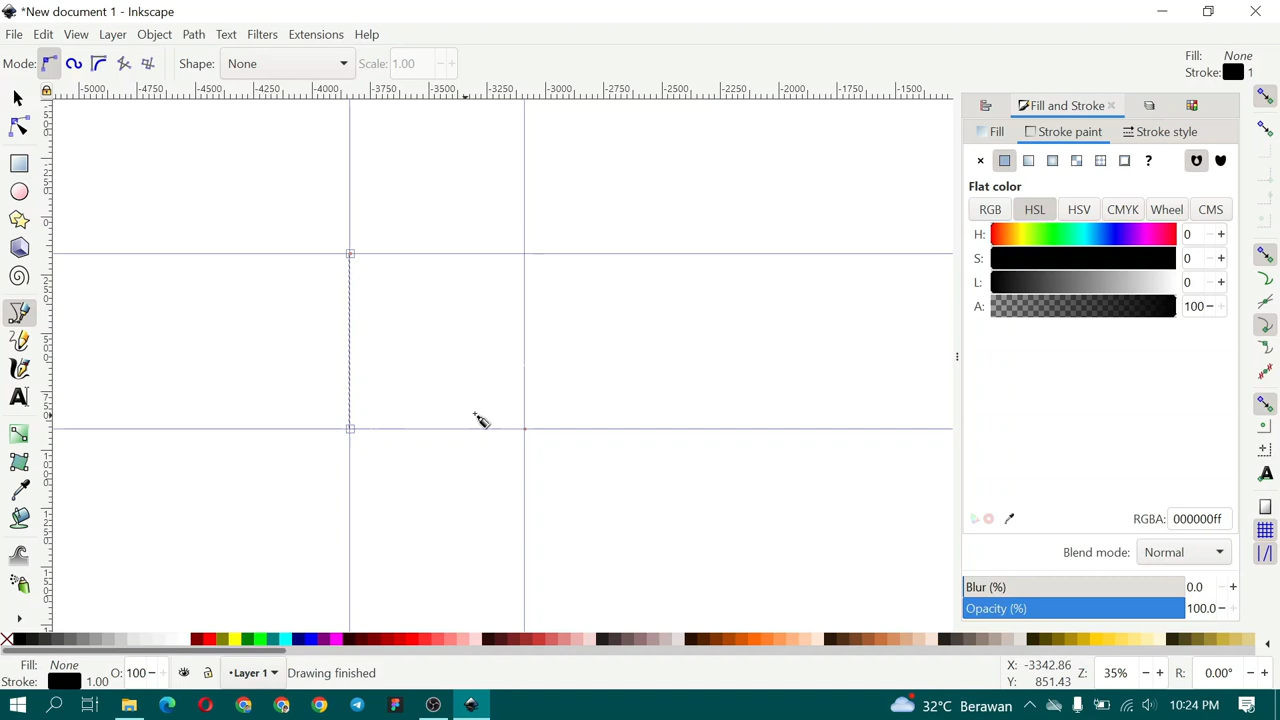 *New document 1 - Inkscape
File Edit View Layer Object Path Text Filters Extensions Help
Mode: Shape: None Scale: 1.00 Fill: None
Stroke: 1
-5000 -4750 -4500 -4250 -4000 -3750 -3500 -3250 -3000 -2750 -2500 -2250 -2000 -1750 -1500
Fill and Stroke
Fill Stroke paint Stroke style
?
Flat color
RGB HSL HSV CMYK Wheel CMS
H: 0
S: 0
L: 0
A: 100
RGBA: 000000ff
Blend mode: Normal
Blur (%) 0.0
Opacity (%) 100.0
Fill: None
Stroke: 1.00
O: 100
Layer 1
Drawing finished
X: -3342.86
Y: 851.43
Z: 35%
R: 0.00°
32°C Berawan
10:24 PM